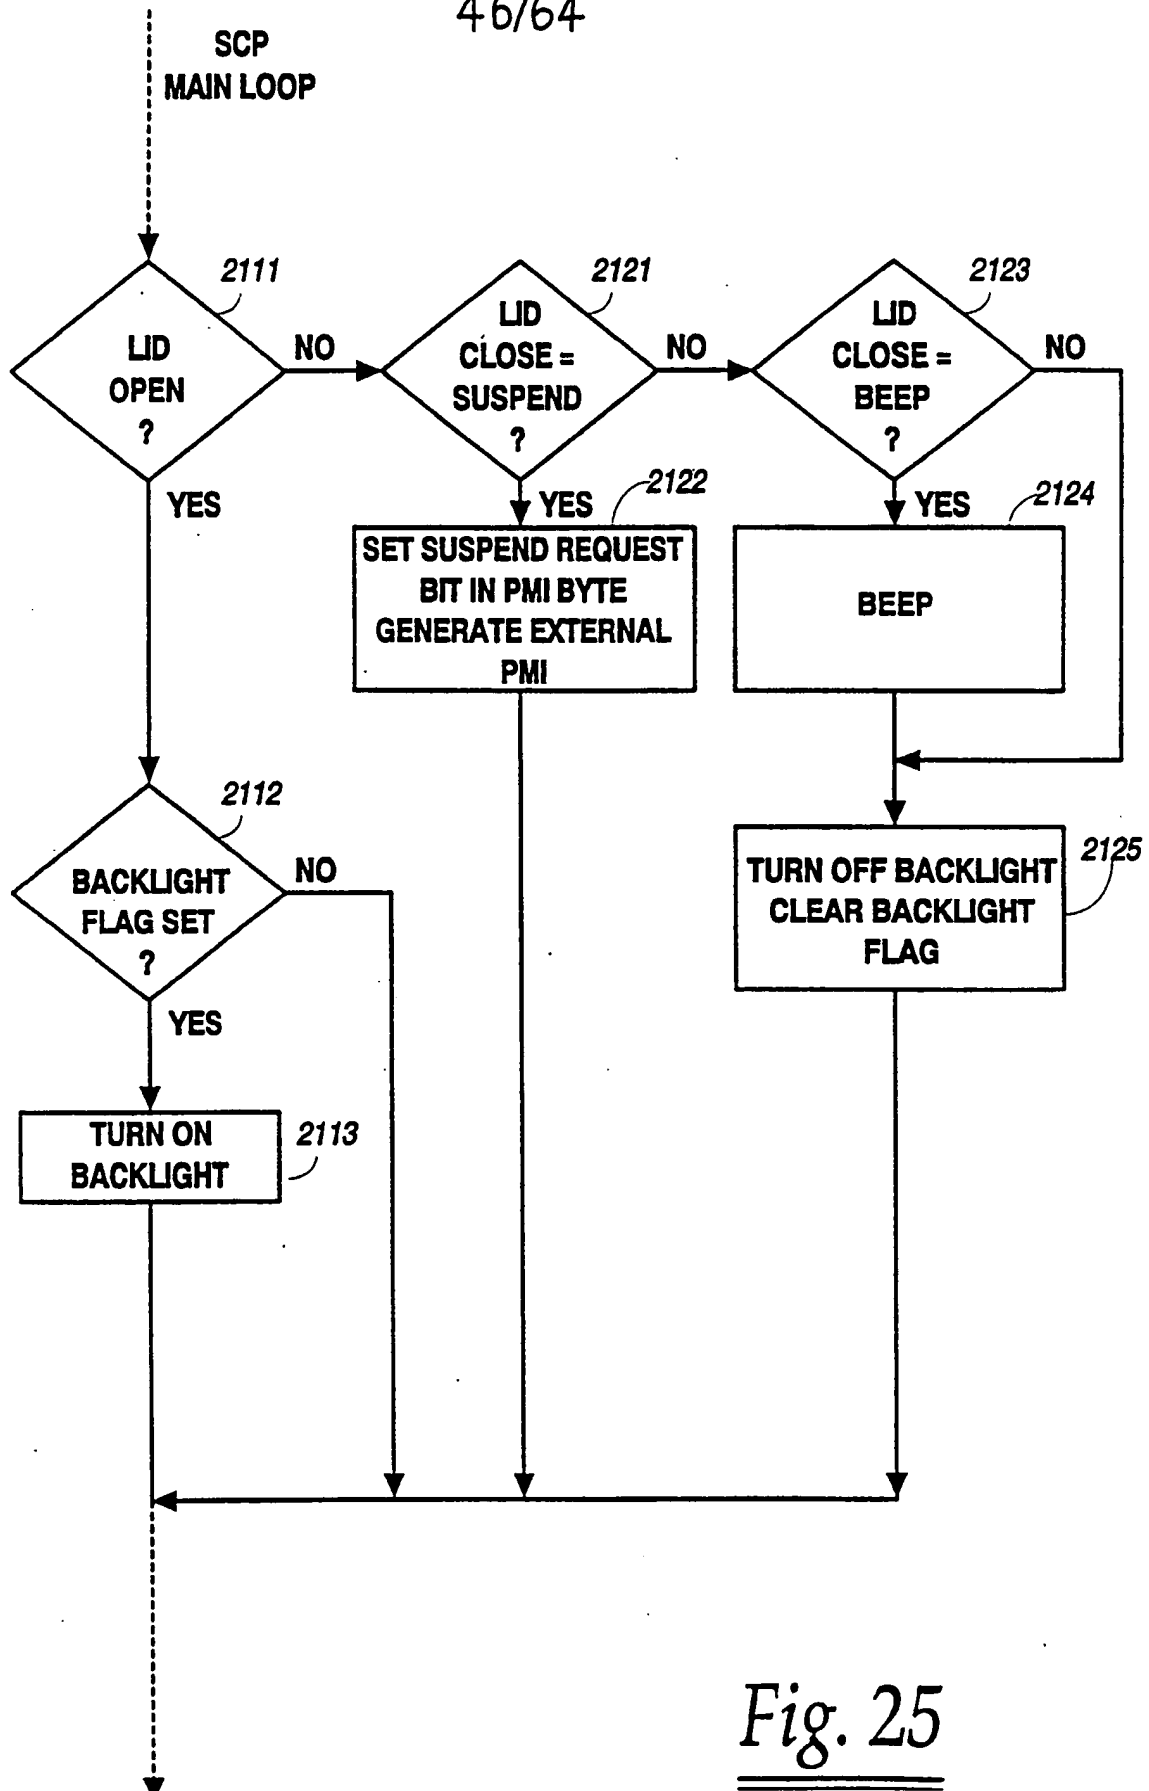 46/64
SCP
MAIN LOOP
2111
LID
OPEN
?
NO
YES
2121
LID
CLOSE =
SUSPEND
?
NO
YES
2123
LID
CLOSE =
BEEP
?
NO
YES
2122
SET SUSPEND REQUEST
BIT IN PMI BYTE
GENERATE EXTERNAL
PMI
2124
BEEP
2112
BACKLIGHT
FLAG SET
?
NO
YES
2125
TURN OFF BACKLIGHT
CLEAR BACKLIGHT
FLAG
TURN ON
BACKLIGHT
2113
Fig. 25